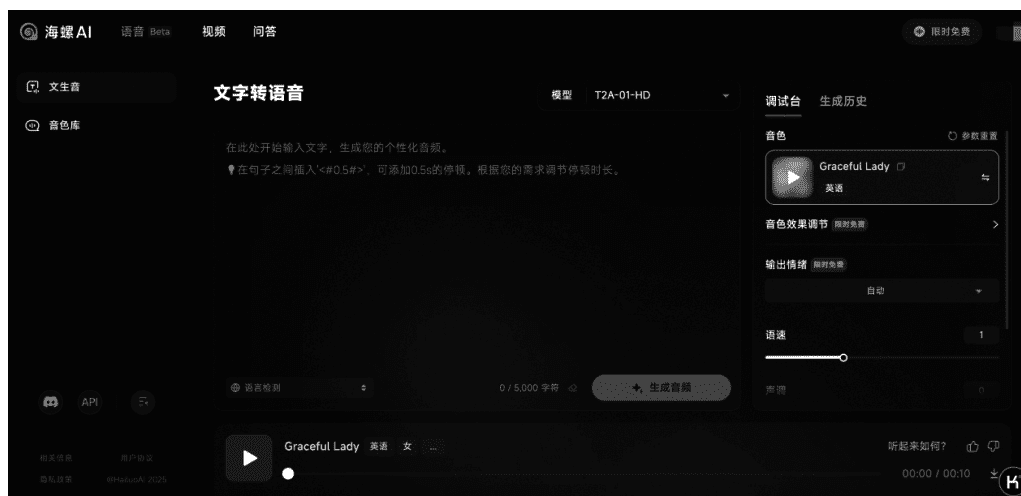 海螺AI
语音 Beta
视频
问答
限时免费
文生音
音色库
文字转语音
模型
T2A-01-HD
在此处开始输入文字，生成您的个性化音频。
在句子之间插入'<#0.5#>'，可添加0.5s的停顿。根据您的需求调节停顿时长。
调试台
生成历史
音色
参数重置
Graceful Lady
英语
音色效果调节 限时免费
输出情绪 限时免费
自动
语速
1
声调
0
语言检测
0 / 5,000 字符
生成音频
API
相关信息
用户协议
隐私政策
@HailuoAI 2025
Graceful Lady 英语 女 ...
听起来如何？
00:00 / 00:10